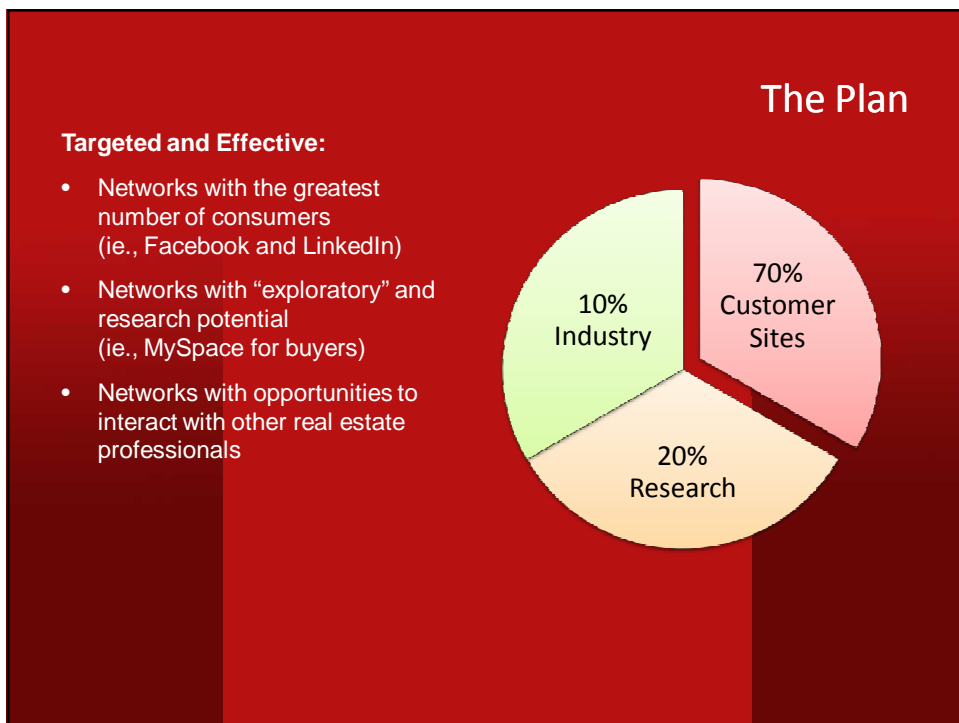 The Plan
Targeted and Effective:
• Networks with the greatest
number of consumers
(ie., Facebook and LinkedIn)
• Networks with “exploratory” and
research potential
(ie., MySpace for buyers)
• Networks with opportunities to
interact with other real estate
professionals
10%
Industry
70%
Customer
Sites
20%
Research